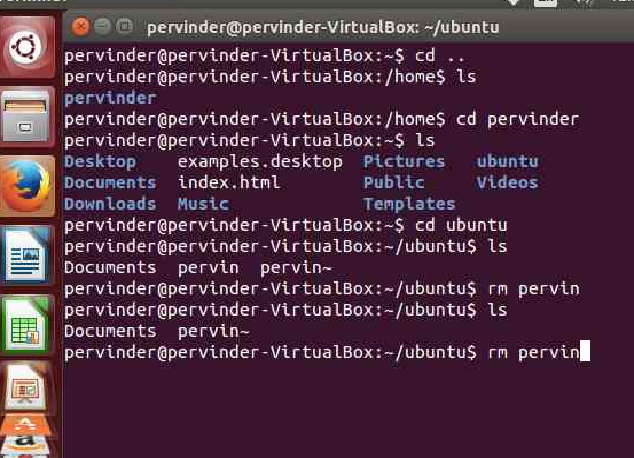 pervinder@pervinder-VirtualBox: ~/ubuntu
pervinder@pervinder-VirtualBox:~$ cd ..
pervinder@pervinder-VirtualBox:/home$ ls
pervinder
pervinder@pervinder-VirtualBox:/home$ cd pervinder
pervinder@pervinder-VirtualBox:~$ ls
Desktop examples.desktop Pictures ubuntu
Documents index.html Public Videos
Downloads Music Templates
pervinder@pervinder-VirtualBox:~$ cd ubuntu
pervinder@pervinder-VirtualBox:~/ubuntu$ ls
Documents pervin pervin~
pervinder@pervinder-VirtualBox:~/ubuntu$ rm pervin
pervinder@pervinder-VirtualBox:~/ubuntu$ ls
Documents pervin~
pervinder@pervinder-VirtualBox:~/ubuntu$ rm pervin